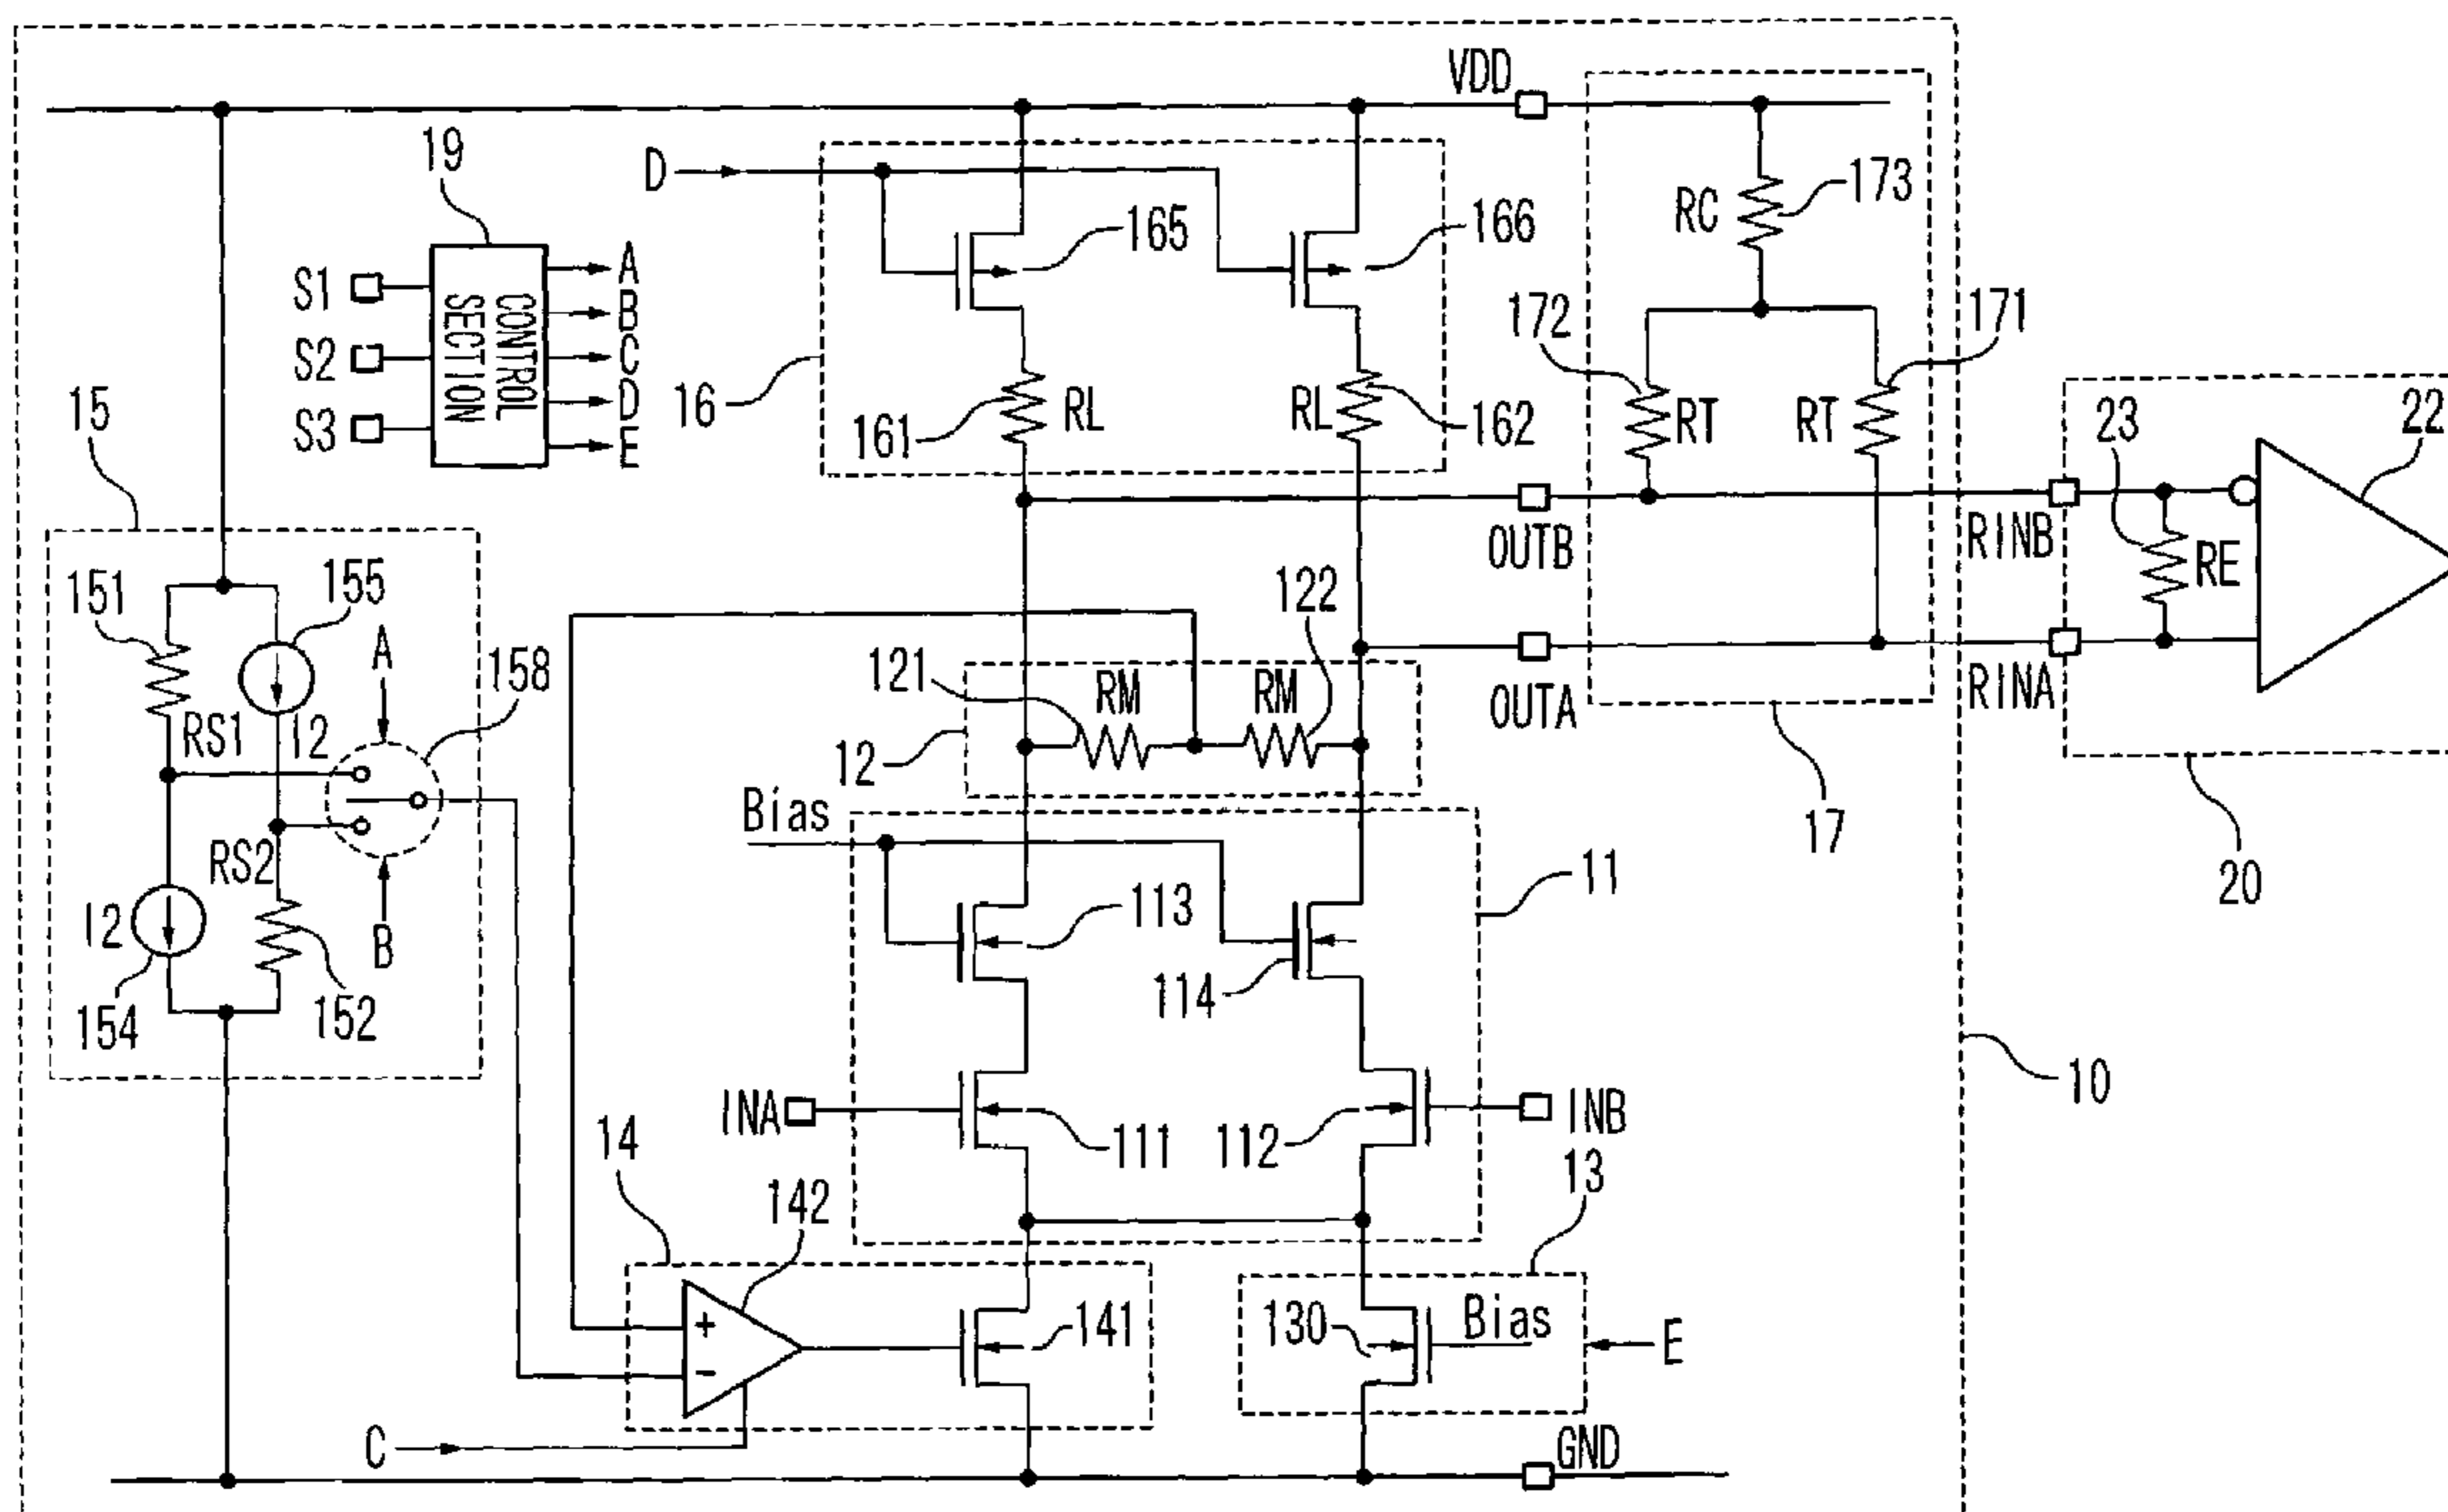 VDD
19
D
165
166
RC
173
S1
S2
S3
CONTROL
SECTION
A
B
C
D
E
16
161
RL
RL
162
172
RT
RT
171
15
23
22
RE
OUTB
RINB
OUTA
RINA
151
155
A
158
RS1
I2
121
RM
RM
122
12
17
20
RS2
I2
B
154
152
Bias
113
114
11
INA
111
112
INB
10
14
142
13
+
-
141
130
Bias
E
C
GND